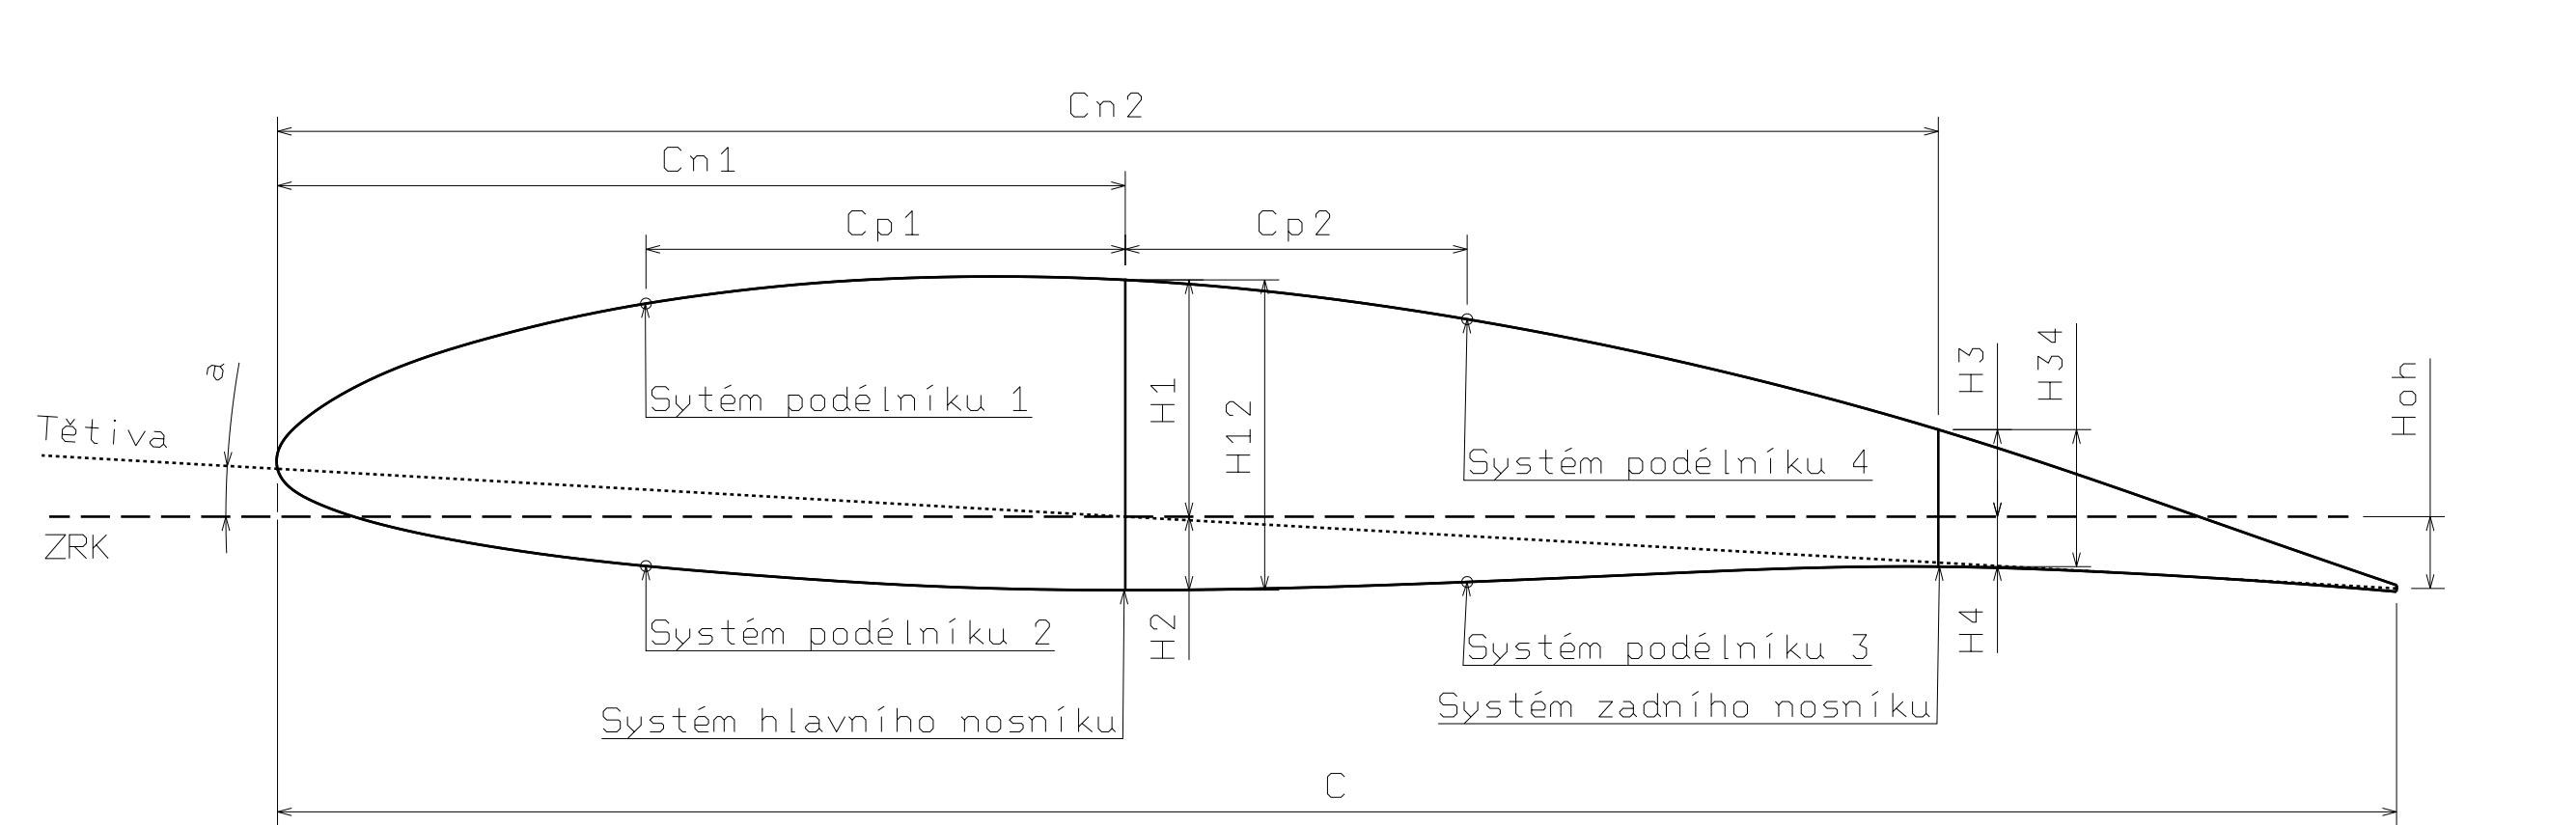 Cn2
Cn1
Cp1
Cp2
H3
H34
Hoh
a
H1
H12
Sytém podélníku 1
Tětiva
Systém podélníku 4
ZRK
H2
H4
Systém podélníku 2
Systém podélníku 3
Systém hlavního nosníku
Systém zadního nosníku
C